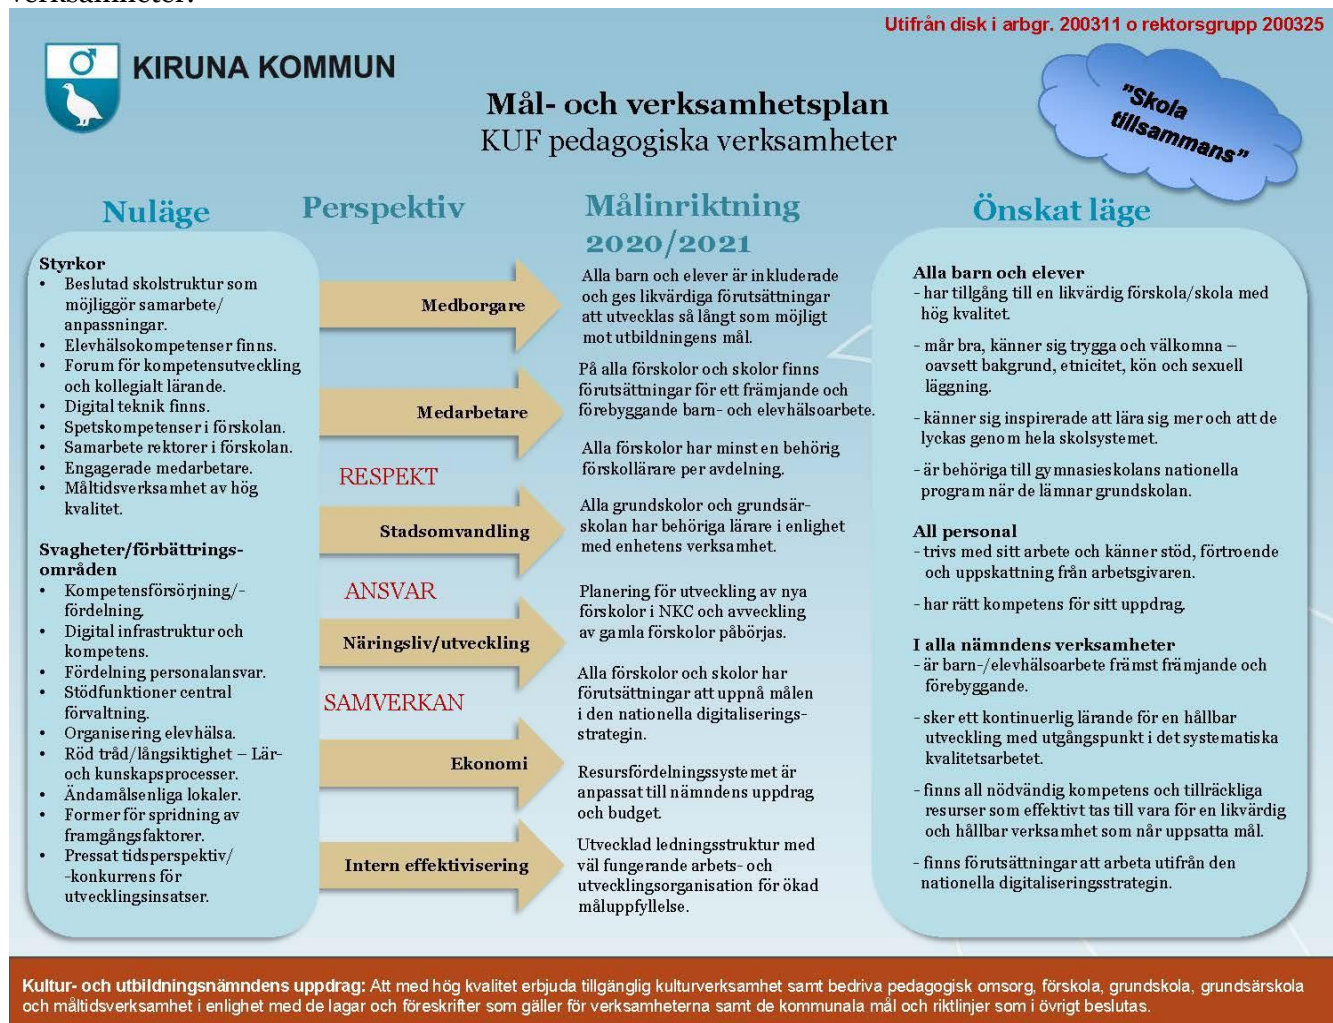 Utifrån disk i arbgr. 200311 o rektorsgrupp 200325
KIRUNA KOMMUN
Mål- och verksamhetsplan
KUF pedagogiska verksamheter
"Skola
tillsammans"
Nuläge
Styrkor
• Beslutad skolstruktur som
möjliggör samarbete/
anpassningar.
• Elevhälsokompetenser finns.
• Forum för kompetensutveckling
och kollegialt lärande.
• Digital teknik finns.
• Spetskompetenser i förskolan.
• Samarbete rektorer i förskolan.
• Engagerade medarbetare.
• Måltidsverksamhet av hög
kvalitet.
Svagheter/förbättrings-
områden
• Kompetensförsörjning/-
fördelning.
• Digital infrastruktur och
kompetens.
• Fördelning personalansvar.
• Stödfunktioner central
förvaltning.
• Organisering elevhälsa.
• Röd tråd/långsiktighet – Lär-
och kunskapsprocesser.
• Ändamålsenliga lokaler.
• Former för spridning av
framgångsfaktorer.
• Pressat tidsperspektiv/
-konkurrens för
utvecklingsinsatser.
Perspektiv
Medborgare
Medarbetare
RESPEKT
Stadsomvandling
ANSVAR
Näringsliv/utveckling
SAMVERKAN
Ekonomi
Intern effektivisering
Målinriktning
2020/2021
Alla barn och elever är inkluderade
och ges likvärdiga förutsättningar
att utvecklas så långt som möjligt
mot utbildningens mål.
På alla förskolor och skolor finns
förutsättningar för ett främjande och
förebyggande barn- och elevhälsoarbete.
Alla förskolor har minst en behörig
förskollärare per avdelning.
Alla grundskolor och grundsär-
skolan har behöriga lärare i enlighet
med enhetens verksamhet.
Planering för utveckling av nya
förskolor i NKC och avveckling
av gamla förskolor påbörjas.
Alla förskolor och skolor har
förutsättningar att uppnå målen
i den nationella digitaliserings-
strategin.
Resursfördelningssystemet är
anpassat till nämndens uppdrag
och budget.
Utvecklad ledningsstruktur med
väl fungerande arbets- och
utvecklingsorganisation för ökad
måluppfyllelse.
Önskat läge
Alla barn och elever
- har tillgång till en likvärdig förskola/skola med
hög kvalitet.
- mår bra, känner sig trygga och välkomna –
oavsett bakgrund, etnicitet, kön och sexuell
läggning.
- känner sig inspirerade att lära sig mer och att de
lyckas genom hela skolsystemet.
- är behöriga till gymnasieskolans nationella
program när de lämnar grundskolan.
All personal
- trivs med sitt arbete och känner stöd, förtroende
och uppskattning från arbetsgivaren.
- har rätt kompetens för sitt uppdrag.
I alla nämndens verksamheter
- är barn-/elevhälsoarbete främst främjande och
förebyggande.
- sker ett kontinuerlig lärande för en hållbar
utveckling med utgångspunkt i det systematiska
kvalitetsarbetet.
- finns all nödvändig kompetens och tillräckliga
resurser som effektivt tas till vara för en likvärdig
och hållbar verksamhet som når uppsatta mål.
- finns förutsättningar att arbeta utifrån den
nationella digitaliseringsstrategin.
Kultur- och utbildningsnämndens uppdrag: Att med hög kvalitet erbjuda tillgänglig kulturverksamhet samt bedriva pedagogisk omsorg, förskola, grundskola, grundsärskola
och måltidsverksamhet i enlighet med de lagar och föreskrifter som gäller för verksamheterna samt de kommunala mål och riktlinjer som i övrigt beslutas.